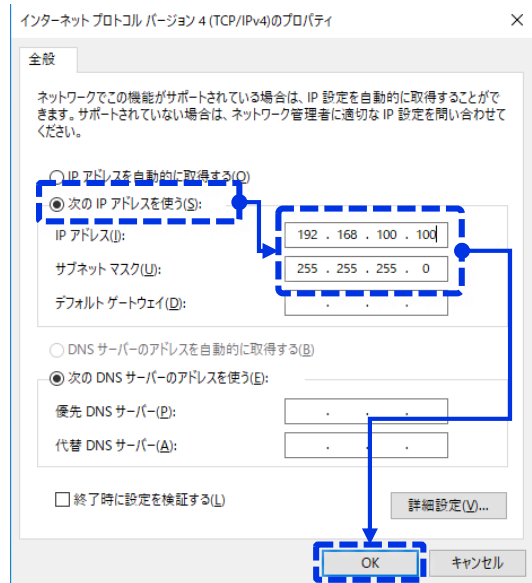 インターネット プロトコル バージョン 4 (TCP/IPv4)のプロパティ
全般
ネットワークでこの機能がサポートされている場合は、IP 設定を自動的に取得することがで
きます。サポートされていない場合は、ネットワーク管理者に適切な IP 設定を問い合わせて
ください。
IP アドレスを自動的に取得する(O)
次の IP アドレスを使う(S):
IP アドレス(I): 192 . 168 . 100 . 100
サブネット マスク(U): 255 . 255 . 255 . 0
デフォルト ゲートウェイ(D): . . .
DNS サーバーのアドレスを自動的に取得する(B)
次の DNS サーバーのアドレスを使う(E):
優先 DNS サーバー(P): . . .
代替 DNS サーバー(A): . . .
終了時に設定を検証する(L)
詳細設定(V)...
OK キャンセル